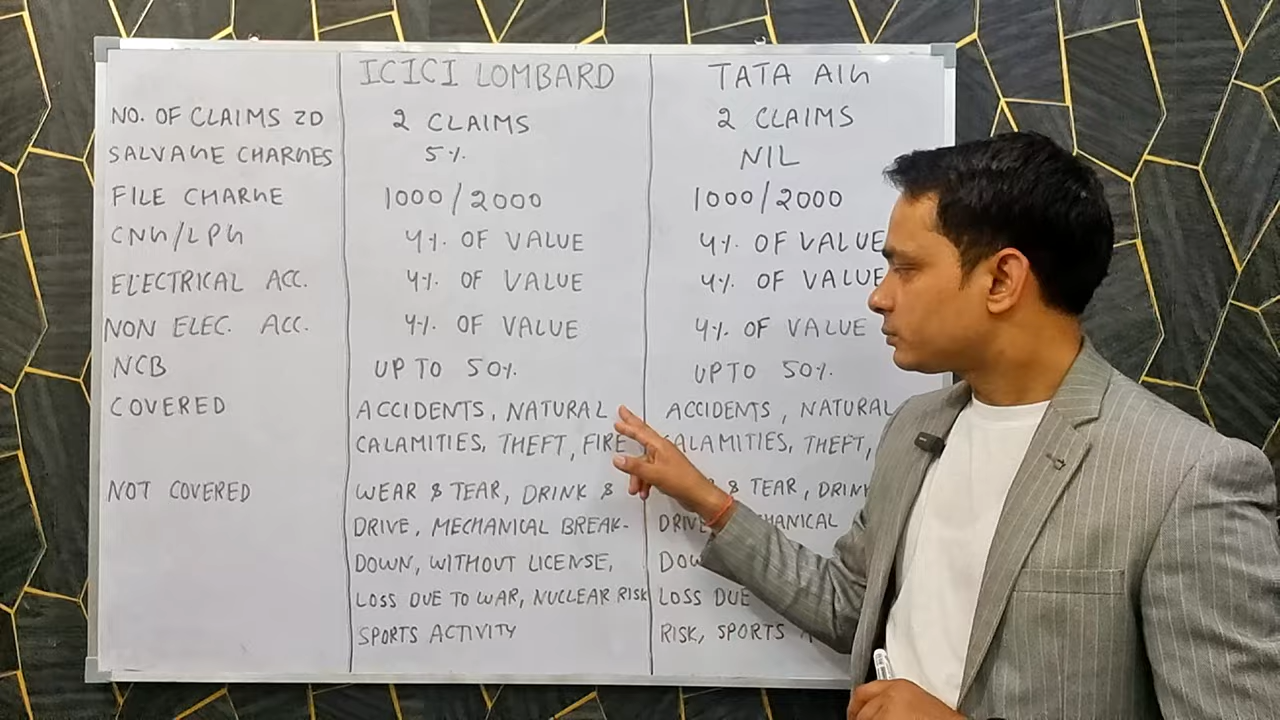 ICICI LOMBARD TATA AIG
NO. OF CLAIMS ZD 2 CLAIMS 2 CLAIMS
SALVAGE CHARGES 5% NIL
FILE CHARGE 1000/2000 1000/2000
CNG/LPG 4% OF VALUE 4% OF VALUE
ELECTRICAL ACC. 4% OF VALUE 4% OF VALUE
NON ELEC. ACC. 4% OF VALUE 4% OF VALUE
NCB UP TO 50% UPTO 50%.
COVERED ACCIDENTS, NATURAL ACCIDENTS, NATURAL
CALAMITIES, THEFT, FIRE CALAMITIES, THEFT,
NOT COVERED WEAR & TEAR, DRINK & & TEAR, DRINK
DRIVE, MECHANICAL BREAK- DRIVE
DOWN, WITHOUT LICENSE,
LOSS DUE TO WAR, NUCLEAR RISK LOSS DUE
SPORTS ACTIVITY RISK, SPORTS